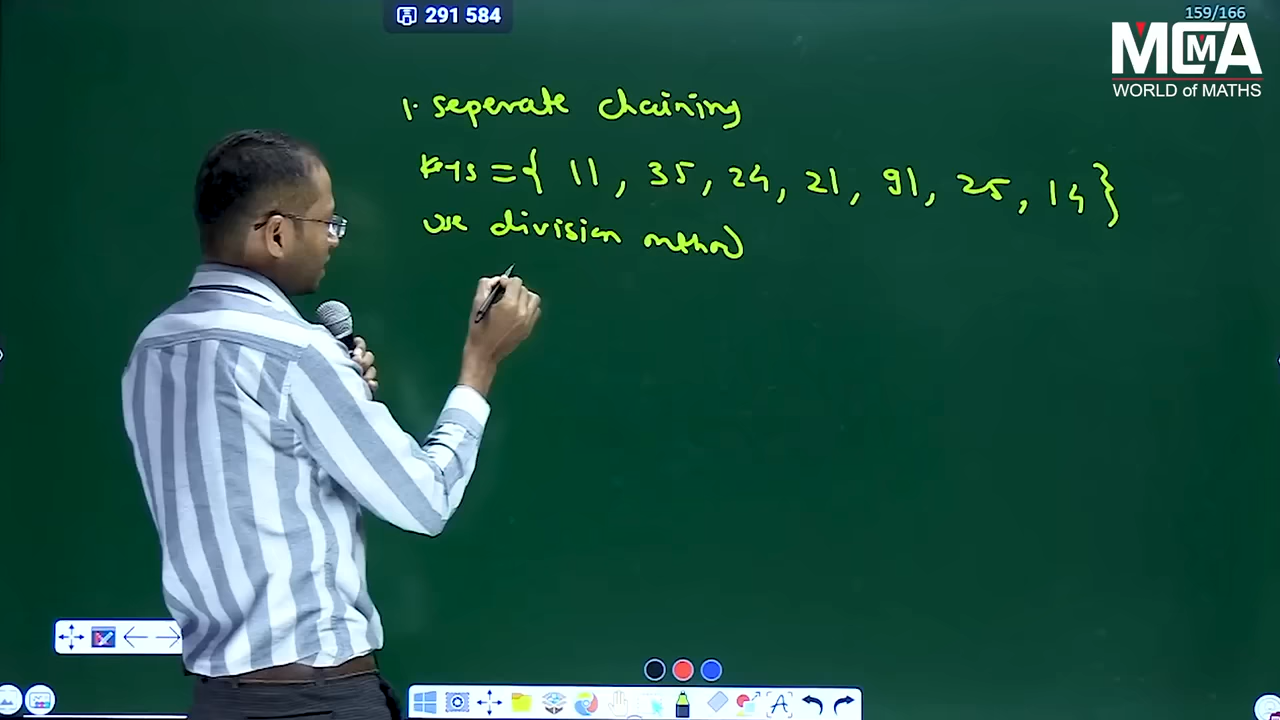 291 584
159/166
MCMA
WORLD of MATHS
1. seperate chaining
keys = { 11, 35, 24, 21, 91, 25, 14 }
use division method